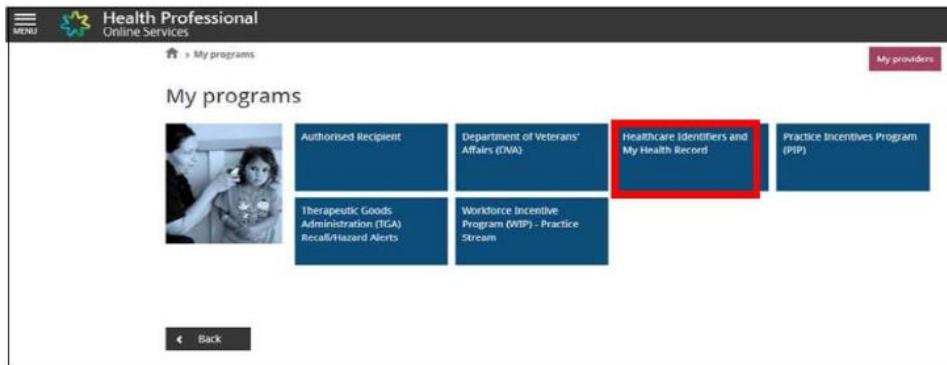 MENU
Health Professional
Online Services
» My programs
My providers
My programs
Authorised Recipient
Department of Veterans'
Affairs (DVA)
Healthcare Identifiers and
My Health Record
Practice Incentives Program
(PIP)
Therapeutic Goods
Administration (TGA)
Recall/Hazard Alerts
Workforce Incentive
Program (WIP) - Practice
Stream
Back